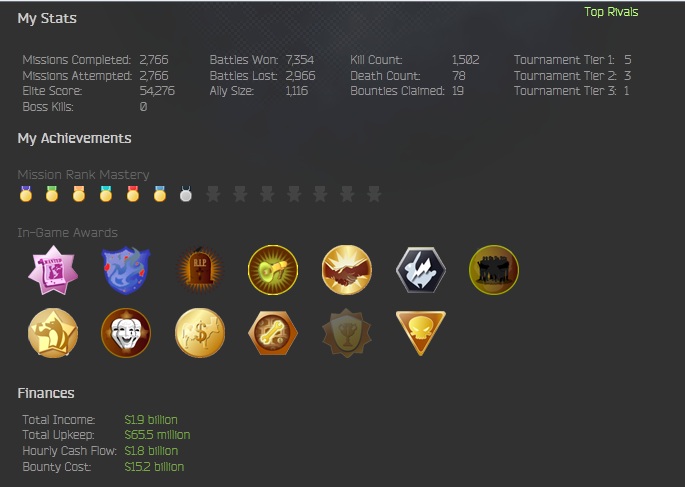 Top Rivals
My Stats
Missions Completed: 2,766 Battles Won: 7,354 Kill Count: 1,502 Tournament Tier 1: 5
Missions Attempted: 2,766 Battles Lost: 2,966 Death Count: 78 Tournament Tier 2: 3
Elite Score: 54,276 Ally Size: 1,116 Bounties Claimed: 19 Tournament Tier 3: 1
Boss Kills: 0
My Achievements
Mission Rank Mastery
In-Game Awards
WANTED
R.I.P.
$
Finances
Total Income: $1.9 billion
Total Upkeep: $65.5 million
Hourly Cash Flow: $1.8 billion
Bounty Cost: $15.2 billion